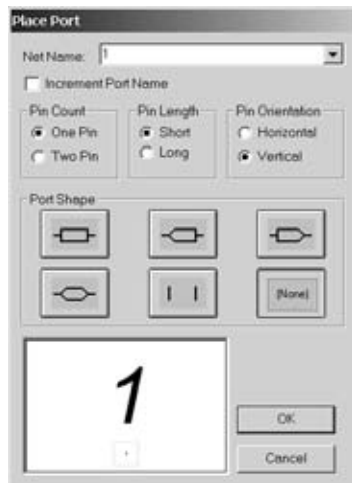 Place Port
Net Name: 1
Increment Port Name
Pin Count Pin Length Pin Orientation
One Pin Short Horizontal
Two Pin Long Vertical
Port Shape
(None)
1
OK
Cancel